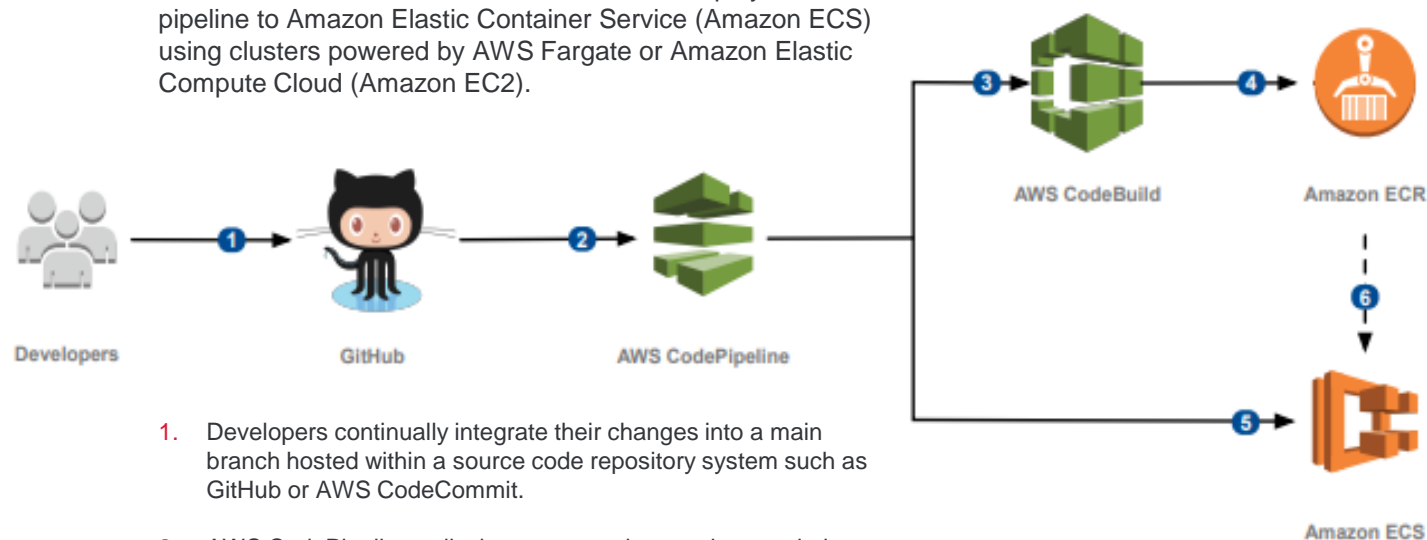 pipeline to Amazon Elastic Container Service (Amazon ECS)
using clusters powered by AWS Fargate or Amazon Elastic
Compute Cloud (Amazon EC2).
3
4
AWS CodeBuild
Amazon ECR
1
2
6
Developers
GitHub
AWS CodePipeline
5
Amazon ECS
1. Developers continually integrate their changes into a main
branch hosted within a source code repository system such as
GitHub or AWS CodeCommit.